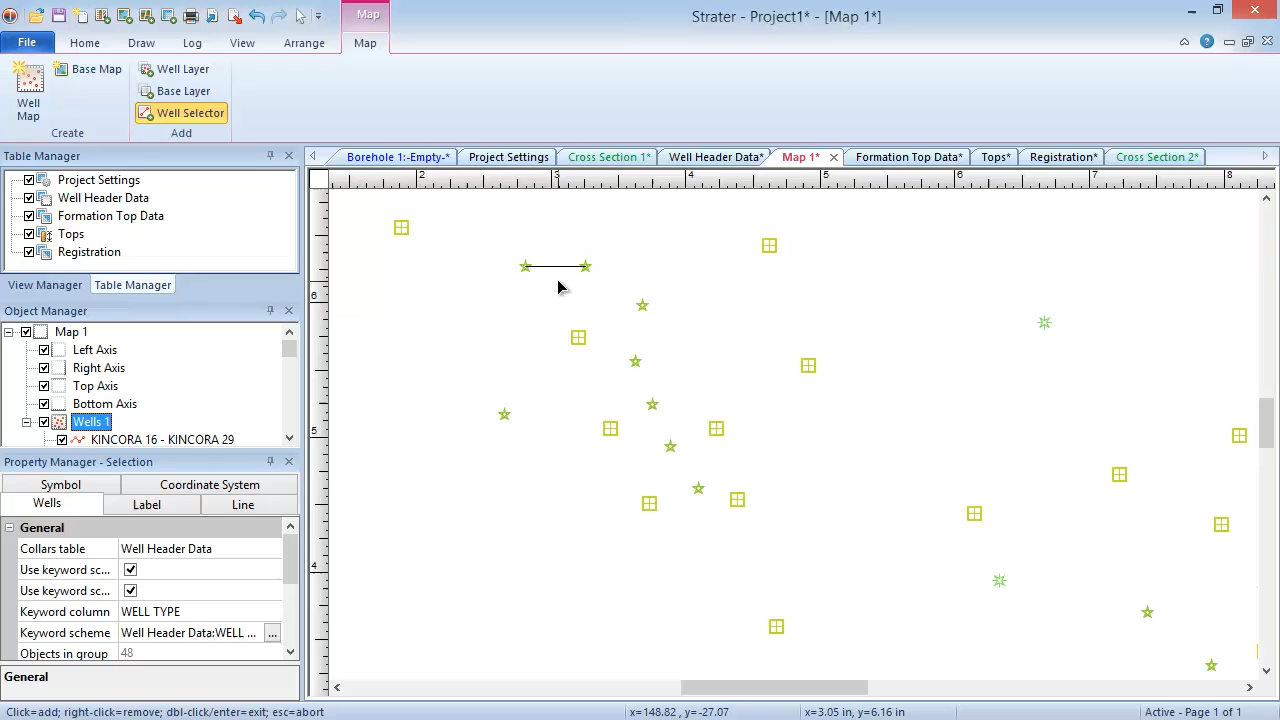 Map
Strater - Project1* - [Map 1*]
File
Home
Draw
Log
View
Arrange
Map
Well Map
Base Map
Create
Well Layer
Base Layer
Well Selector
Add
Table Manager
Project Settings
Well Header Data
Formation Top Data
Tops
Registration
View Manager
Table Manager
Object Manager
Map 1
Left Axis
Right Axis
Top Axis
Bottom Axis
Wells 1
KINCORA 16 - KINCORA 29
Property Manager - Selection
Symbol
Coordinate System
Wells
Label
Line
General
Collars table Well Header Data
Use keyword sc...
Use keyword sc...
Keyword column WELL TYPE
Keyword scheme Well Header Data:WELL ... ...
Objects in group 48
General
Borehole 1:-Empty-*
Project Settings
Cross Section 1*
Well Header Data*
Map 1*
Formation Top Data*
Tops*
Registration*
Cross Section 2*
2 3 4 5 6 7 8
6
5
4
Click=add; right-click=remove; dbl-click/enter=exit; esc=abort
x=148.82 , y=-27.07
x=3.05 in, y=6.16 in
Active - Page 1 of 1